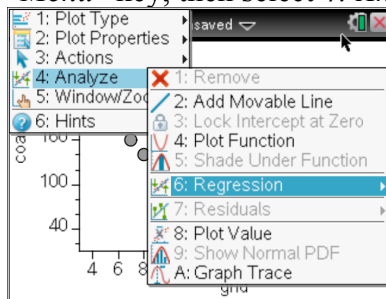 1: Plot Type
2: Plot Properties
saved
3: Actions
4: Analyze
1: Remove
5: Window/Zoo
2: Add Movable Line
3: Lock Intercept at Zero
6: Hints
4: Plot Function
5: Shade Under Function
100
6: Regression
7: Residuals
40
8: Plot Value
9: Show Normal PDF
4 6 8
A: Graph Trace
grid